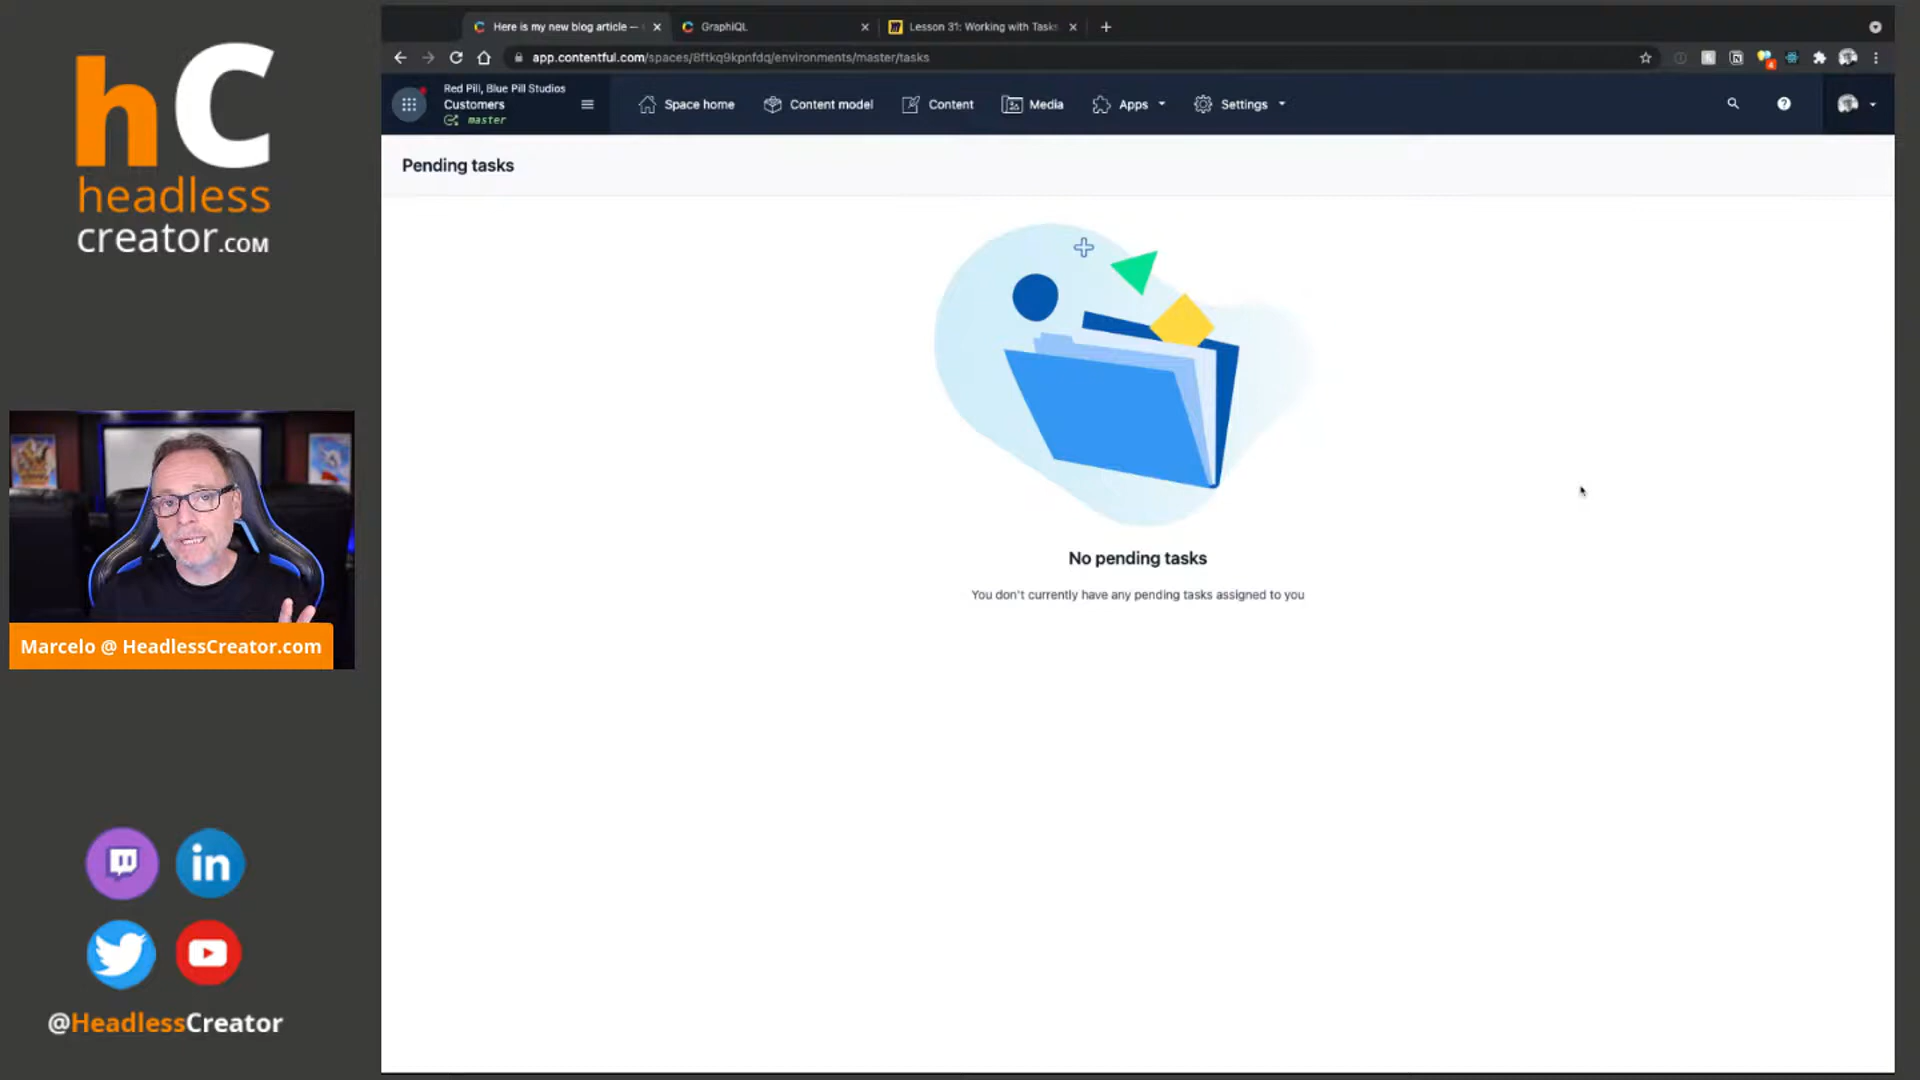 hC
headless
creator.COM
Marcelo @ HeadlessCreator.com
in
@HeadlessCreator
Here is my new blog article —
GraphiQL
Lesson 31: Working with Tasks
app.contentful.com/spaces/8ftkq9kpnfdq/environments/master/tasks
Red Pill, Blue Pill Studios
Customers
master
Space home
Content model
Content
Media
Apps
Settings
Pending tasks
No pending tasks
You don't currently have any pending tasks assigned to you